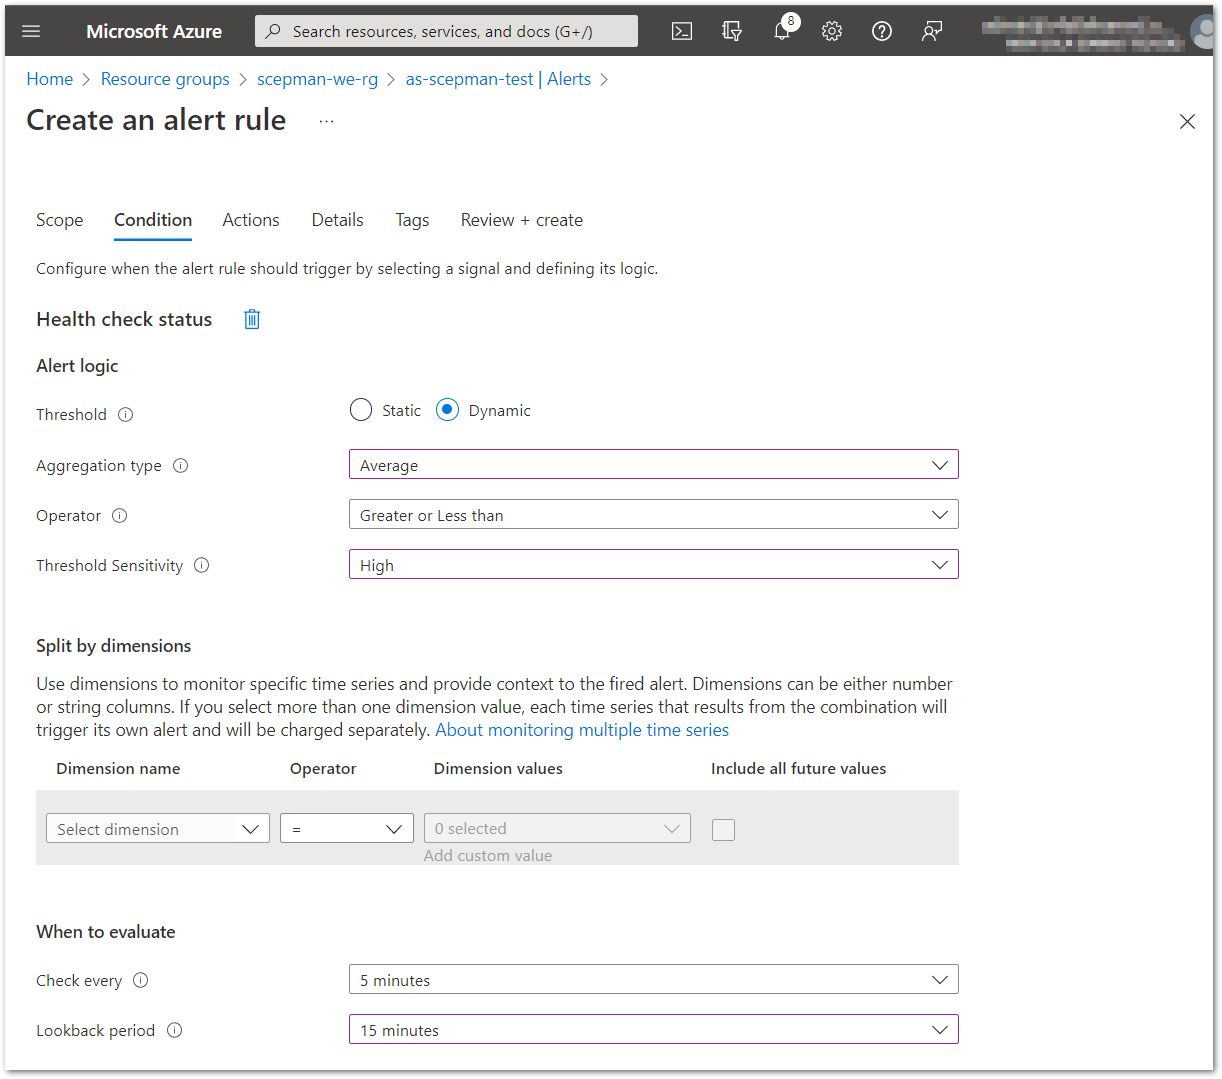 Microsoft Azure
Search resources, services, and docs (G+/)
8
Home > Resource groups > scepman-we-rg > as-scepman-test | Alerts >
Create an alert rule ...
Scope Condition Actions Details Tags Review + create
Configure when the alert rule should trigger by selecting a signal and defining its logic.
Health check status
Alert logic
Threshold Static Dynamic
Aggregation type Average
Operator Greater or Less than
Threshold Sensitivity High
Split by dimensions
Use dimensions to monitor specific time series and provide context to the fired alert. Dimensions can be either number
or string columns. If you select more than one dimension value, each time series that results from the combination will
trigger its own alert and will be charged separately. About monitoring multiple time series
Dimension name Operator Dimension values Include all future values
Select dimension = 0 selected
Add custom value
When to evaluate
Check every 5 minutes
Lookback period 15 minutes